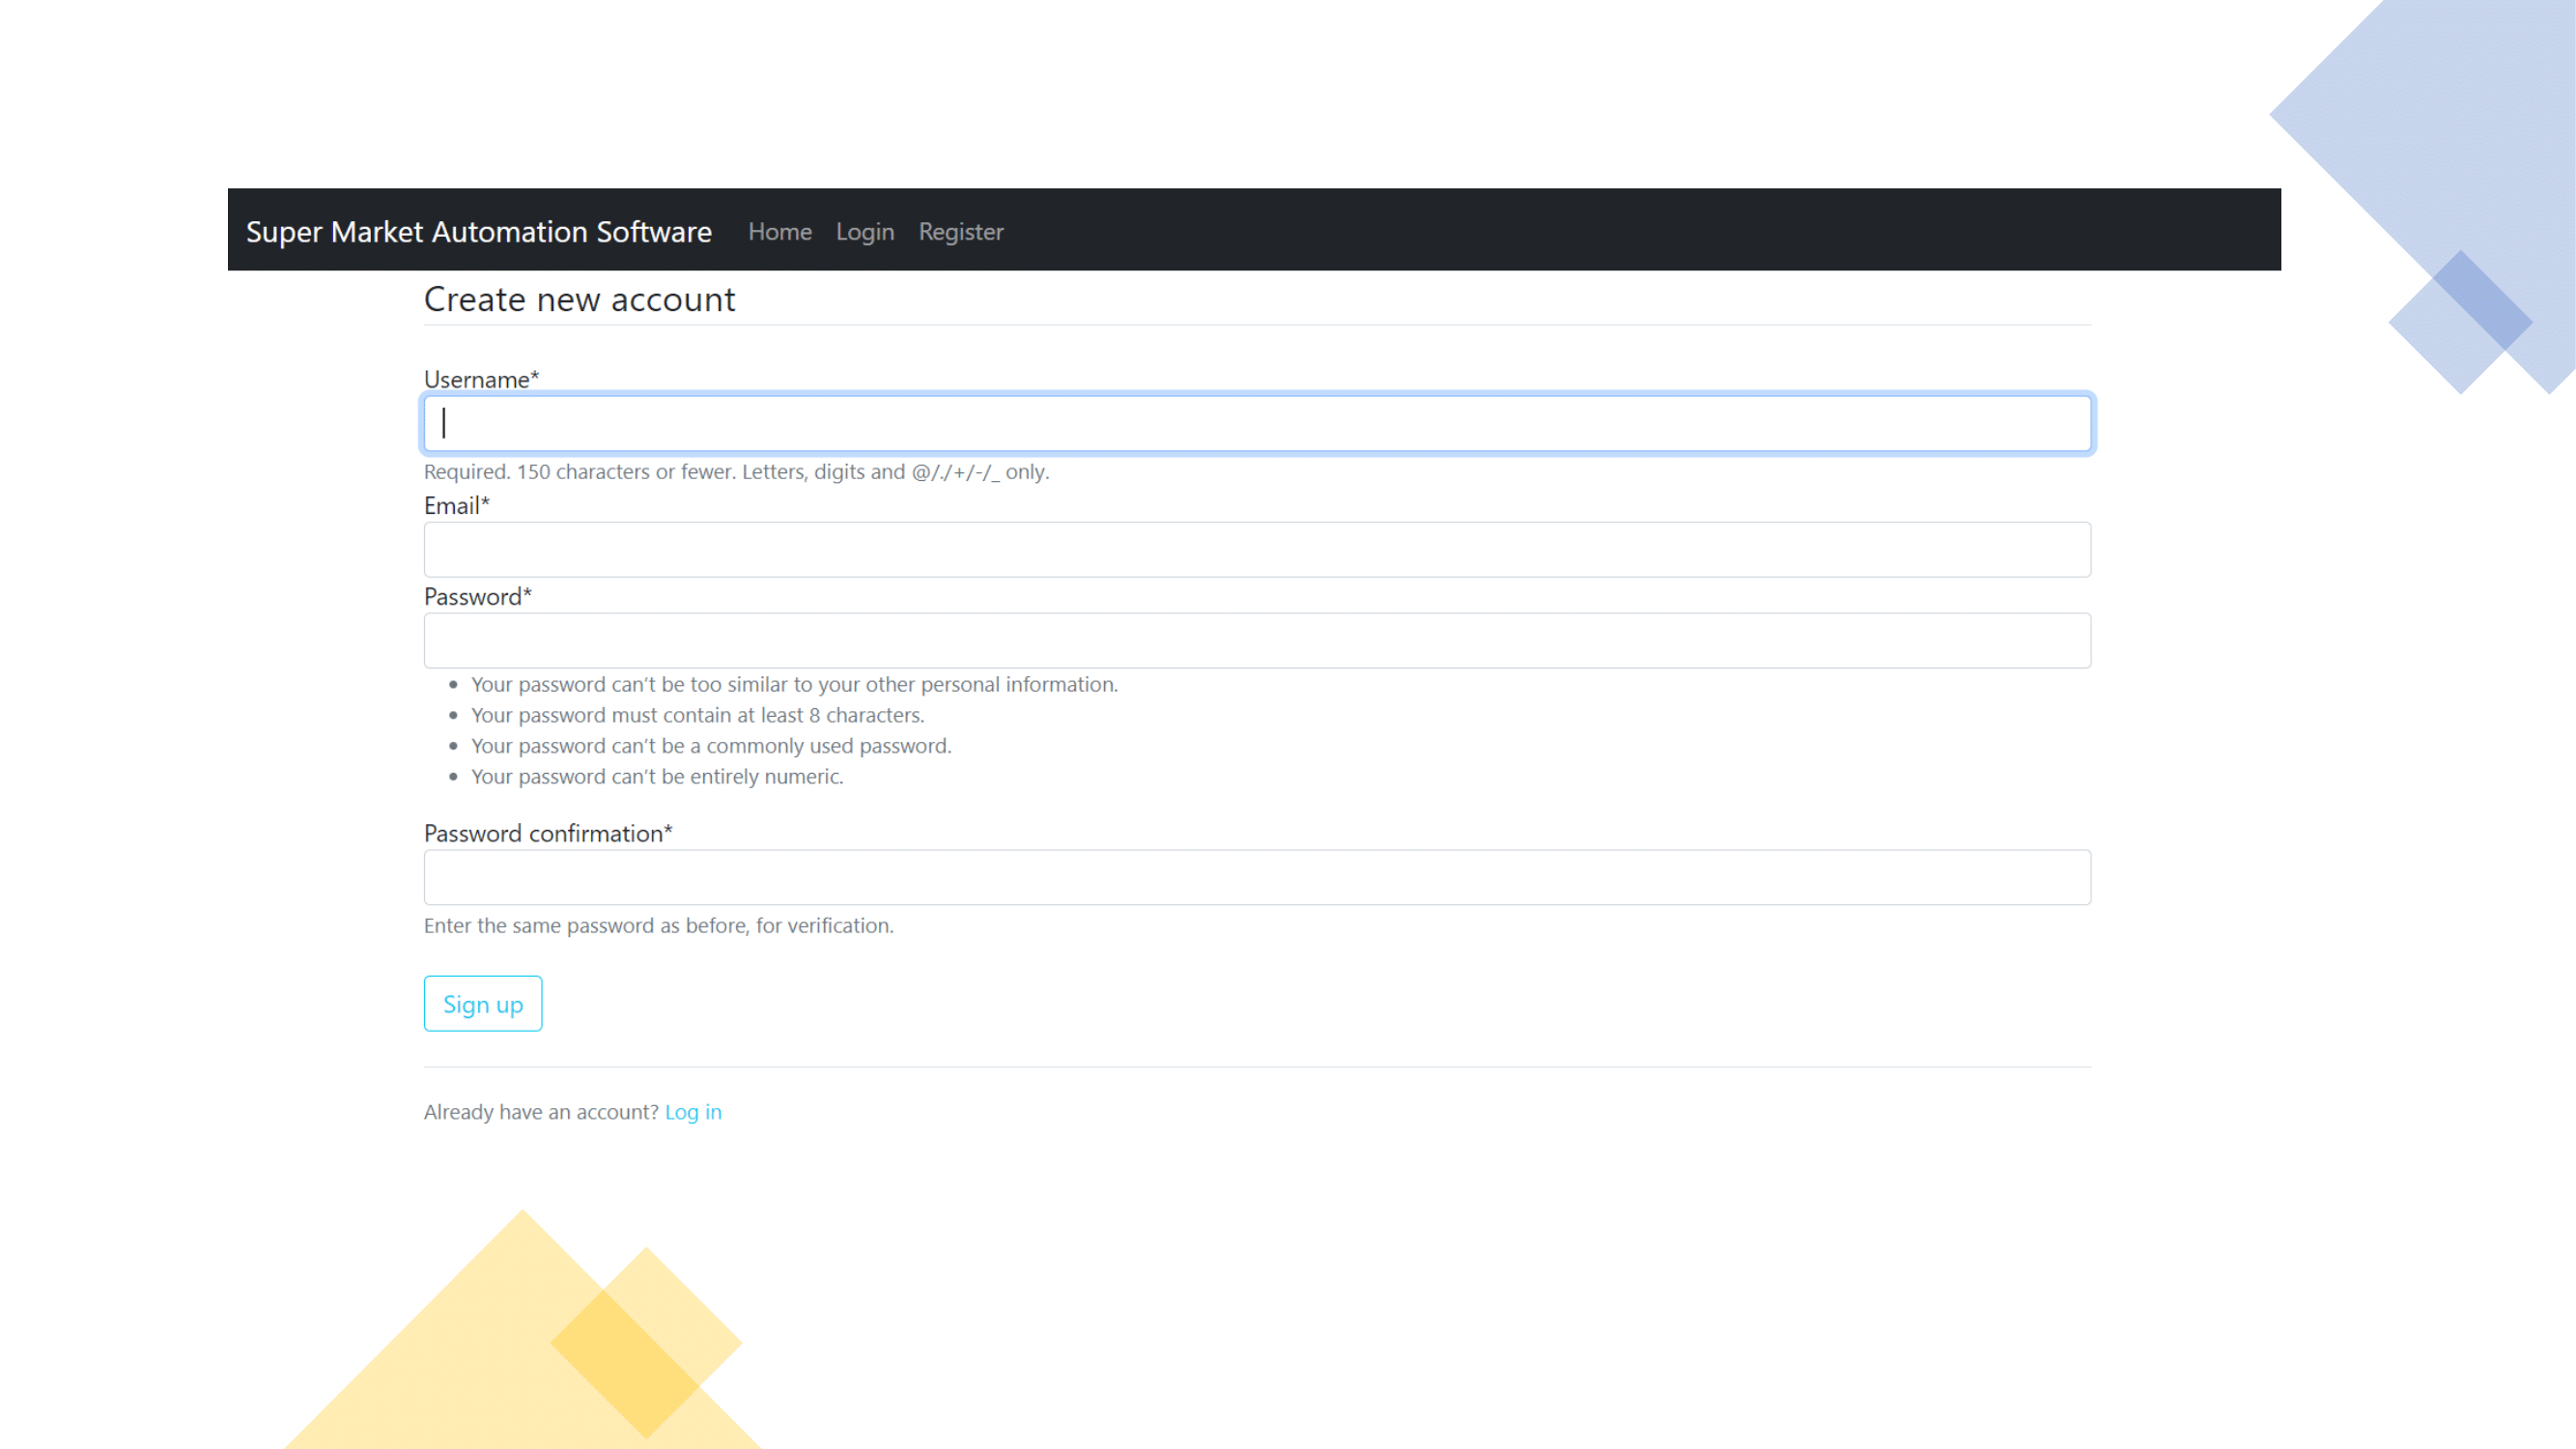 Super Market Automation Software Home Login Register
Create new account
Username*
Required. 150 characters or fewer. Letters, digits and @/./+/-/_ only.
Email*
Password*
• Your password can't be too similar to your other personal information.
• Your password must contain at least 8 characters.
• Your password can't be a commonly used password.
• Your password can't be entirely numeric.
Password confirmation*
Enter the same password as before, for verification.
Sign up
Already have an account? Log in